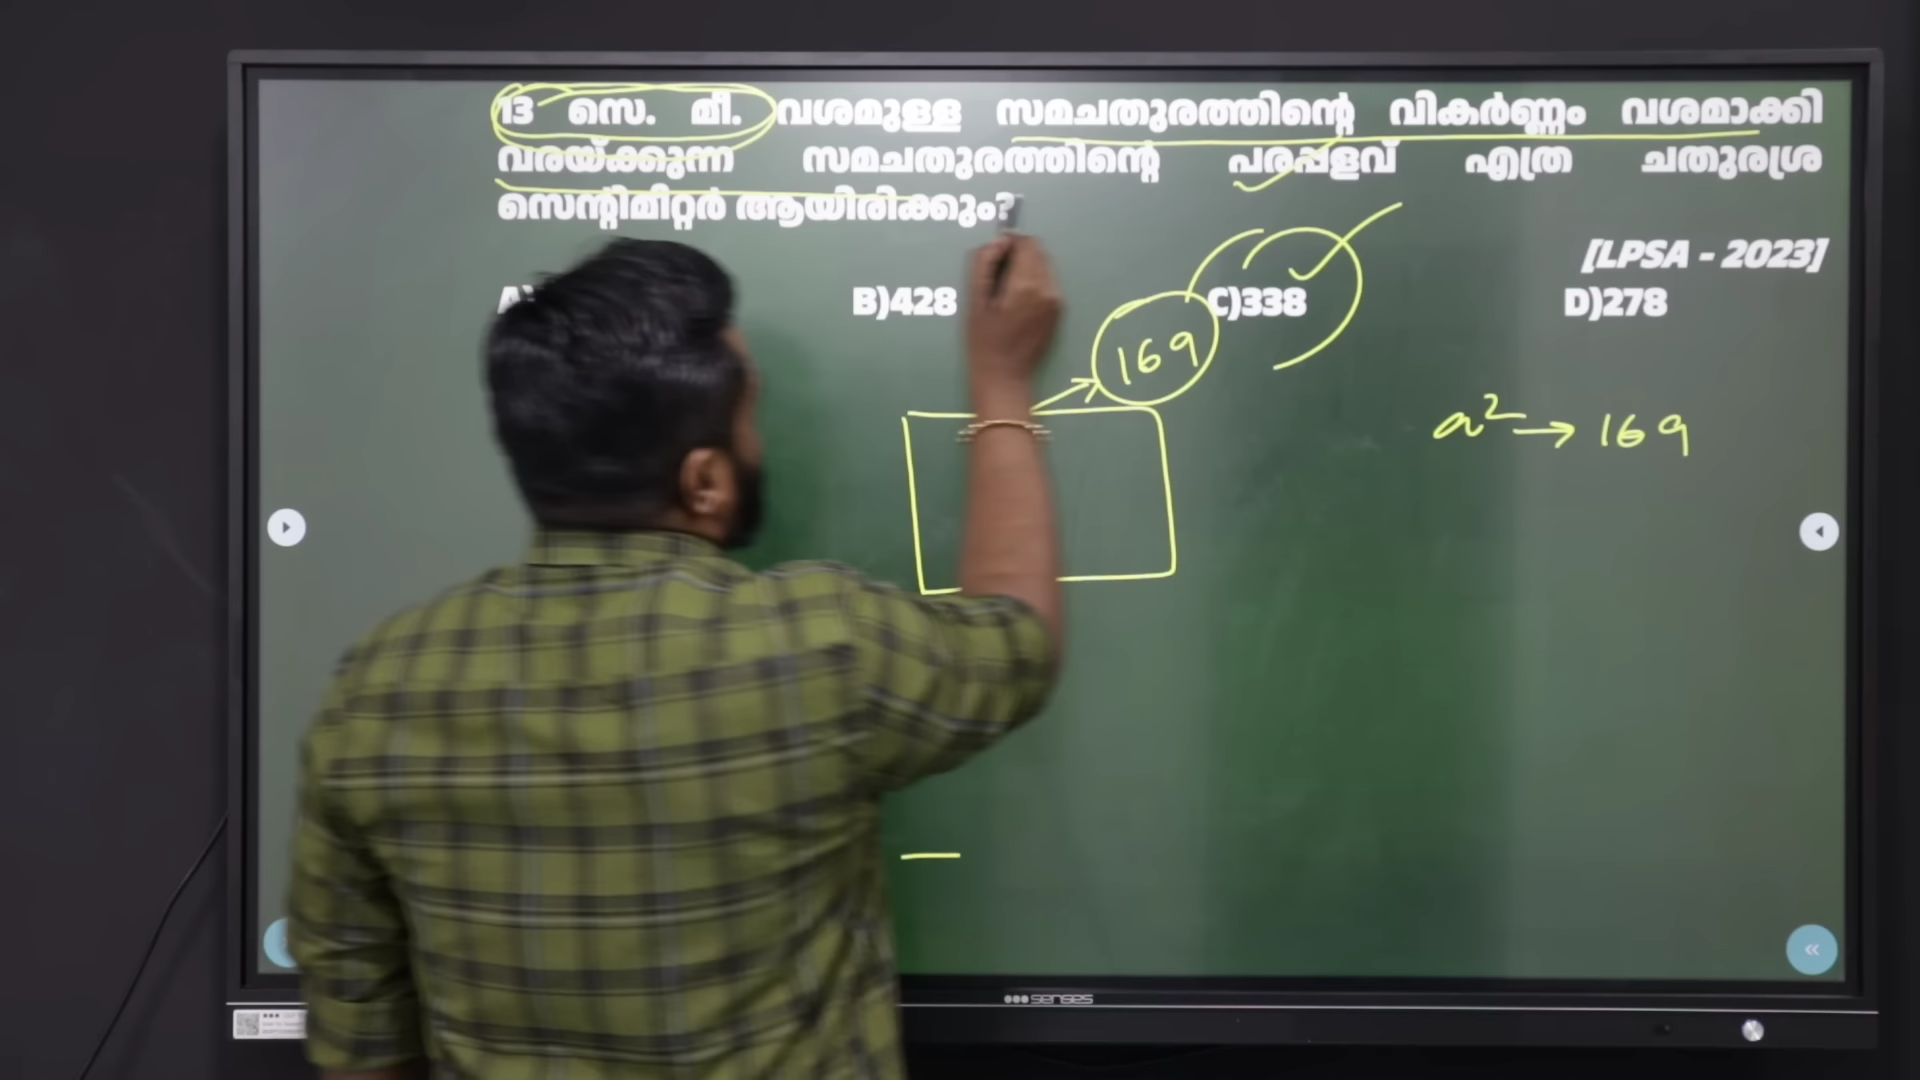 13 സെ. മീ. വശമുള്ള സമചതുരത്തിന്റെ വികർണ്ണം വശമാക്കി
വരയ്ക്കുന്ന സമചതുരത്തിന്റെ പരപ്പളവ് എത്ര ചതുരശ്ര
സെന്റിമീറ്റർ ആയിരിക്കും?
[LPSA - 2023]
B)428 C)338 D)278
169
a² → 169
senses